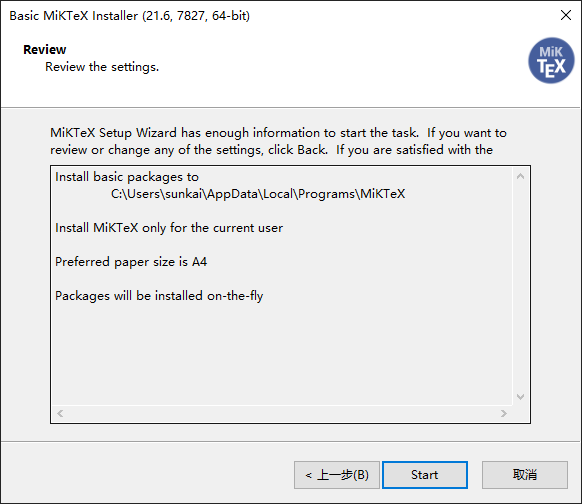 Basic MiKTeX Installer (21.6, 7827, 64-bit)
Review
Review the settings.
MiK
TEX
MiKTeX Setup Wizard has enough information to start the task.  If you want to
review or change any of the settings, click Back.  If you are satisfied with the
Install basic packages to
C:\Users\sunkai\AppData\Local\Programs\MiKTeX
Install MiKTeX only for the current user
Preferred paper size is A4
Packages will be installed on-the-fly
< 上一步(B)
Start
取消